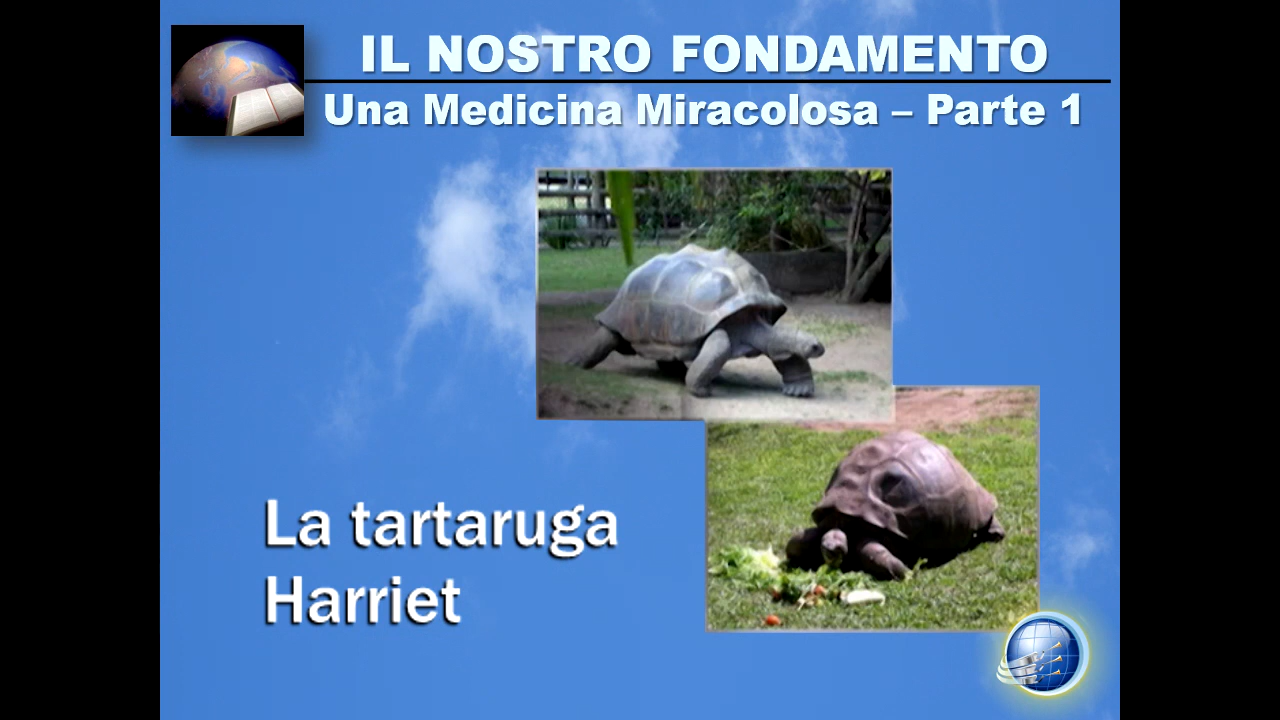 IL NOSTRO FONDAMENTO
Una Medicina Miracolosa – Parte 1
La tartaruga
Harriet